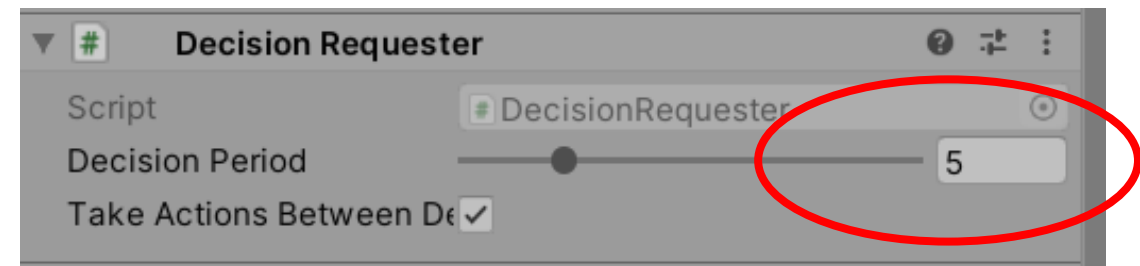 # Decision Requester
Script # DecisionRequester
Decision Period 5
Take Actions Between De